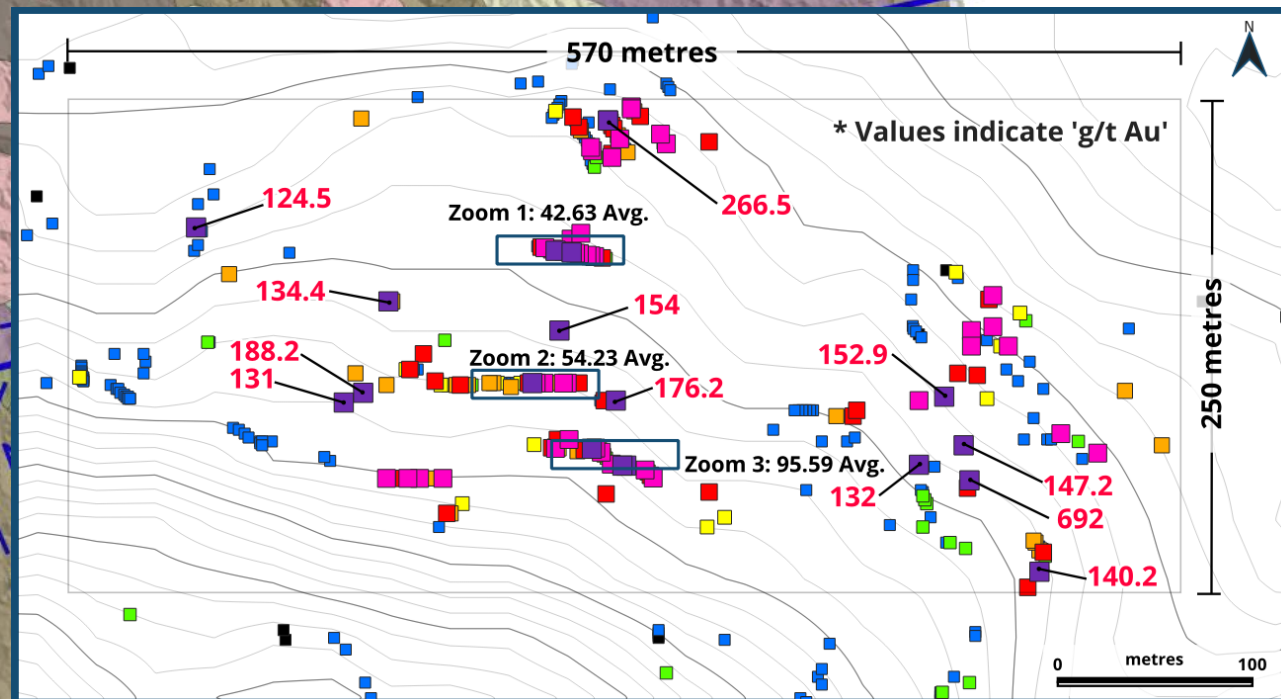 N
570 metres
* Values indicate 'g/t Au'
124.5
266.5
Zoom 1: 42.63 Avg.
134.4
154
250 metres
188.2
Zoom 2: 54.23 Avg.
152.9
131
176.2
Zoom 3: 95.59 Avg.
132
147.2
692
140.2
0 metres 100